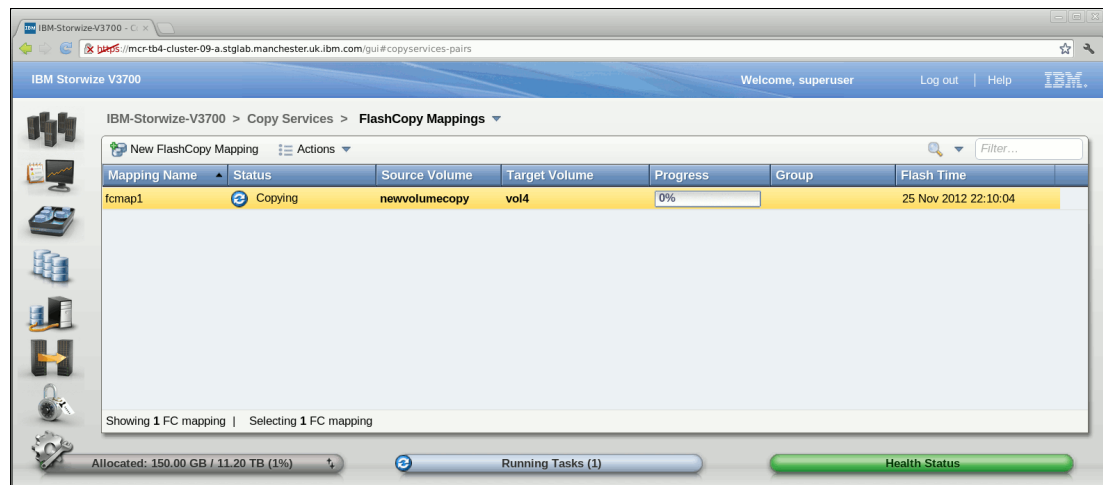 IBM-Storwize-V3700 - C
https://mcr-tb4-cluster-09-a.stglab.manchester.uk.ibm.com/gui#copyservices-pairs
IBM Storwize V3700 Welcome, superuser Log out | Help IBM.
IBM-Storwize-V3700 > Copy Services > FlashCopy Mappings
New FlashCopy Mapping Actions Filter...
Mapping Name Status Source Volume Target Volume Progress Group Flash Time
fcmap1 Copying newvolumecopy vol4 0% 25 Nov 2012 22:10:04
Showing 1 FC mapping | Selecting 1 FC mapping
Allocated: 150.00 GB / 11.20 TB (1%) Running Tasks (1) Health Status